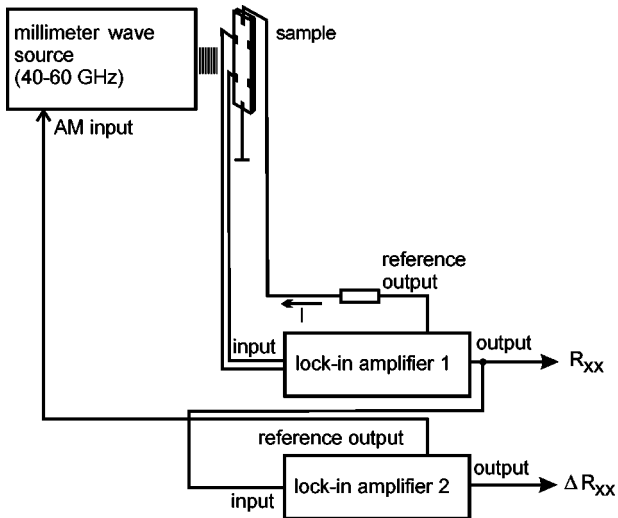 millimeter wave
source
(40-60 GHz)
sample
AM input
reference
output
I
input
lock-in amplifier 1
output
Rxx
reference output
lock-in amplifier 2
output
Δ Rxx
input